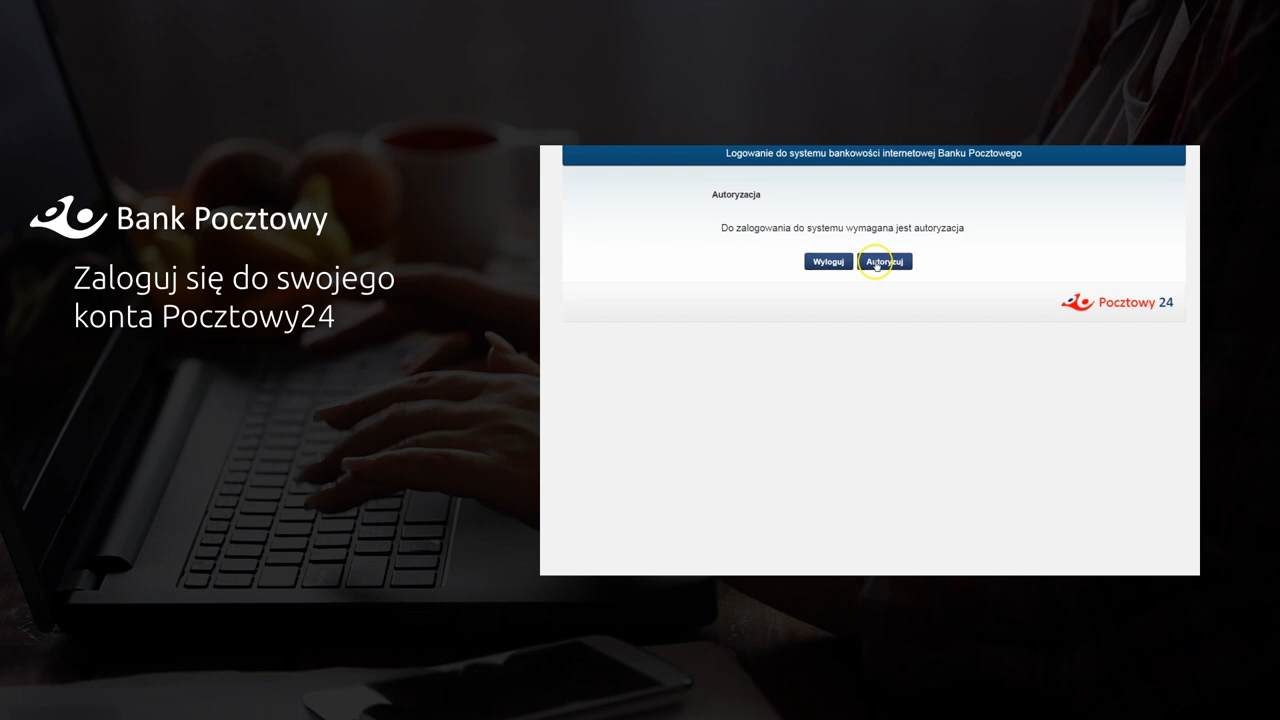 Bank Pocztowy
Zaloguj się do swojego
konta Pocztowy24
Logowanie do systemu bankowości internetowej Banku Pocztowego
Autoryzacja
Do zalogowania do systemu wymagana jest autoryzacja
Wyloguj Autoryzuj
Pocztowy 24